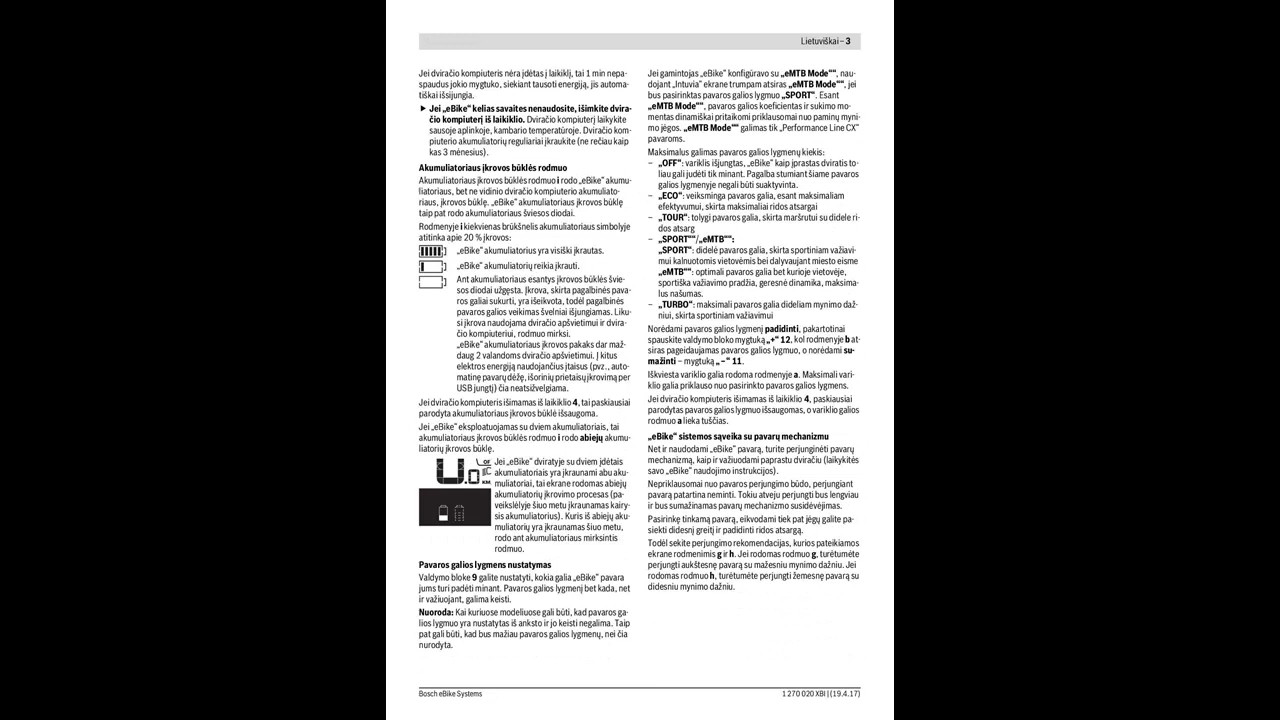 Lietuviškai – 3
Jei dviračio kompiuteris nėra įdėtas į laikiklį, tai 1 min nepa-
spaudus jokio mygtuko, siekiant tausoti energiją, jis automa-
tiškai išsijungia.
▶ Jei „eBike“ kelias savaites nenaudosite, išimkite dvira-
čio kompiuterį iš laikiklio. Dviračio kompiuterį laikykite
sausoje aplinkoje, kambario temperatūroje. Dviračio kom-
piuterio akumuliatorių reguliariai įkraukite (ne rečiau kaip
kas 3 mėnesius).
Akumuliatoriaus įkrovos būklės rodmuo
Akumuliatoriaus įkrovos būklės rodmuo i rodo „eBike“ akumu-
liatoriaus, bet ne vidinio dviračio kompiuterio akumuliato-
riaus, įkrovos būklę. „eBike“ akumuliatoriaus įkrovos būklę
taip pat rodo akumuliatoriaus šviesos diodai.
Rodmenyje i kiekvienas brūkšnelis akumuliatoriaus simbolyje
atitinka apie 20 % įkrovos:
„eBike“ akumuliatorius yra visiški įkrautas.
„eBike“ akumuliatorių reikia įkrauti.
Ant akumuliatoriaus esantys įkrovos būklės švie-
sos diodai užgęsta. Įkrova, skirta pagalbinės pava-
ros galiai sukurti, yra išeikvota, todėl pagalbinės
pavaros galios veikimas švelniai išjungiamas. Liku-
si įkrova naudojama dviračio apšvietimui ir dvira-
čio kompiuteriui, rodmuo mirksi.
„eBike“ akumuliatoriaus įkrovos pakaks dar maž-
daug 2 valandoms dviračio apšvietimui. Į kitus
elektros energiją naudojančius įtaisus (pvz., auto-
matinę pavarų dėžę, išorinių prietaisų įkrovimą per
USB jungtį) čia neatsižvelgiama.
Jei dviračio kompiuteris išimamas iš laikiklio 4, tai paskiausiai
parodyta akumuliatoriaus įkrovos būklė išsaugoma.
Jei „eBike“ eksploatuojamas su dviem akumuliatoriais, tai
akumuliatoriaus įkrovos būklės rodmuo i rodo abiejų akumu-
liatorių įkrovos būklę.
Jei „eBike“ dviratyje su dviem įdėtais
akumuliatoriais yra įkraunami abu aku-
muliatoriai, tai ekrane rodomas abiejų
akumuliatorių įkrovimo procesas (pa-
veikslėlyje šiuo metu įkraunamas kairy-
sis akumuliatorius). Kuris iš abiejų aku-
muliatorių yra įkraunamas šiuo metu,
rodo ant akumuliatoriaus mirksintis
rodmuo.
Pavaros galios lygmens nustatymas
Valdymo bloke 9 galite nustatyti, kokia galia „eBike“ pavara
jums turi padėti minant. Pavaros galios lygmenį bet kada, net
ir važiuojant, galima keisti.
Nuoroda: Kai kuriuose modeliuose gali būti, kad pavaros ga-
lios lygmuo yra nustatytas iš anksto ir jo keisti negalima. Taip
pat gali būti, kad bus mažiau pavaros galios lygmenų, nei čia
nurodyta.
Jei gamintojas „eBike“ konfigūravo su „eMTB Mode““, nau-
dojant „Intuvia“ ekrane trumpam atsiras „eMTB Mode““, jei
bus pasirinktas pavaros galios lygmuo „SPORT“. Esant
„eMTB Mode““, pavaros galios koeficientas ir sukimo mo-
mentas dinamiškai pritaikomi priklausomai nuo paminų myni-
mo jėgos. „eMTB Mode““ galimas tik „Performance Line CX“
pavaroms.
Maksimalus galimas pavaros galios lygmenų kiekis:
– „OFF“: variklis išjungtas, „eBike“ kaip įprastas dviratis to-
liau gali judėti tik minant. Pagalba stumiant šiame pavaros
galios lygmenyje negali būti suaktyvinta.
– „ECO“: veiksminga pavaros galia, esant maksimaliam
efektyvumui, skirta maksimaliai ridos atsargai
– „TOUR“: tolygi pavaros galia, skirta maršrutui su didele ri-
dos atsarg
– „SPORT““/„eMTB““:
„SPORT“: didelė pavaros galia, skirta sportiniam važiavi-
mui kalnuotomis vietovėmis bei dalyvaujant miesto eisme
„eMTB““: optimali pavaros galia bet kurioje vietovėje,
sportiška važiavimo pradžia, geresnė dinamika, maksima-
lus našumas.
– „TURBO“: maksimali pavaros galia dideliam mynimo daž-
niui, skirta sportiniam važiavimui
Norėdami pavaros galios lygmenį padidinti, pakartotinai
spauskite valdymo bloko mygtuką „+“ 12, kol rodmenyje b at-
siras pageidaujamas pavaros galios lygmuo, o norėdami su-
mažinti – mygtuką „–“ 11.
Iškviesta variklio galia rodoma rodmenyje a. Maksimali vari-
klio galia priklauso nuo pasirinkto pavaros galios lygmens.
Jei dviračio kompiuteris išimamas iš laikiklio 4, paskiausiai
parodytas pavaros galios lygmuo išsaugomas, o variklio galios
rodmuo a lieka tuščias.
„eBike“ sistemos sąveika su pavarų mechanizmu
Net ir naudodami „eBike“ pavarą, turite perjunginėti pavarų
mechanizmą, kaip ir važiuodami paprastu dviračiu (laikykitės
savo „eBike“ naudojimo instrukcijos).
Nepriklausomai nuo pavaros perjungimo būdo, perjungiant
pavarą patartina neminti. Tokiu atveju perjungti bus lengviau
ir bus sumažinamas pavarų mechanizmo susidėvėjimas.
Pasirinkę tinkamą pavarą, eikvodami tiek pat jėgų galite pa-
siekti didesnį greitį ir padidinti ridos atsargą.
Todėl sekite perjungimo rekomendacijas, kurios pateikiamos
ekrane rodmenimis g ir h. Jei rodomas rodmuo g, turėtumėte
perjungti aukštesnę pavarą su mažesniu mynimo dažniu. Jei
rodomas rodmuo h, turėtumėte perjungti žemesnę pavarą su
didesniu mynimo dažniu.
Bosch eBike Systems
1 270 020 XBI | (19.4.17)